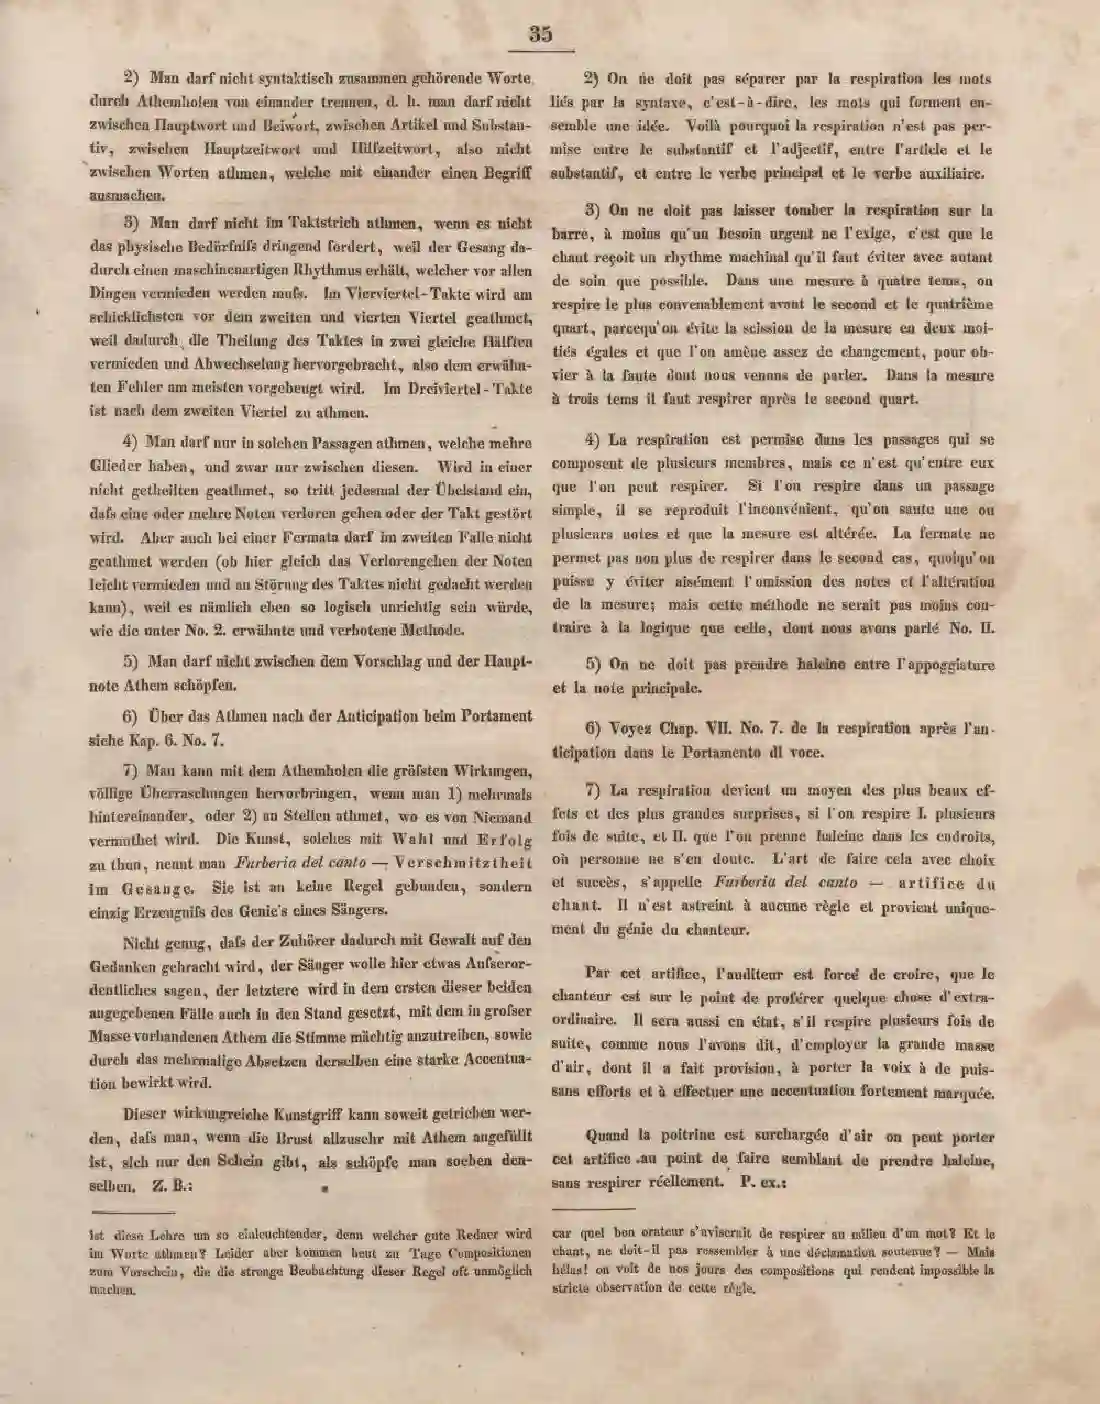 35
2) Man darf nicht syntaktisch zusammen gehörende Worte
durch Athemholen von einander trennen, d. h. man darf nicht
zwischen Hauptwort und Beiwort, zwischen Artikel und Substan-
tiv, zwischen Hauptzeitwort und Hilfzeitwort, also nicht
zwischen Worten athmen, welche mit einander einen Begriff
ausmachen.
3) Man darf nicht im Taktstrich athmen, wenn es nicht
das physische Bedürfnifs dringend fordert, weil der Gesang da-
durch einen maschinenartigen Rhythmus erhält, welcher vor allen
Dingen vermieden werden mufs. Im Vierviertel-Takte wird am
schicklichsten vor dem zweiten und vierten Viertel geathmet,
weil dadurch die Theilung des Taktes in zwei gleiche Hälften
vermieden und Abwechselung hervorgebracht, also dem erwähn-
ten Fehler am meisten vorgebeugt wird. Im Dreiviertel-Takte
ist nach dem zweiten Viertel zu athmen.
4) Man darf nur in solchen Passagen athmen, welche mehre
Glieder haben, und zwar nur zwischen diesen. Wird in einer
nicht getheilten geathmet, so tritt jedesmal der Übelstand ein,
dafs eine oder mehre Noten verloren gehen oder der Takt gestört
wird. Aber auch bei einer Fermata darf im zweiten Falle nicht
geathmet werden (ob hier gleich das Verlorengehen der Noten
leicht vermieden und an Störung des Taktes nicht gedacht werden
kann), weil es nämlich eben so logisch unrichtig sein würde,
wie die unter No. 2. erwähnte und verbotene Methode.
5) Man darf nicht zwischen dem Vorschlag und der Haupt-
note Athem schöpfen.
6) Über das Athmen nach der Anticipation beim Portament
siehe Kap. 6. No. 7.
7) Man kann mit dem Athemholen die gröfsten Wirkungen,
völlige Überraschungen hervorbringen, wenn man 1) mehrmals
hintereinander, oder 2) an Stellen athmet, wo es von Niemand
vermuthet wird. Die Kunst, solches mit Wahl und Erfolg
zu thun, nennt man Furberia del canto — Verschmitztheit
im Gesange. Sie ist an keine Regel gebunden, sondern
einzig Erzeugnifs des Genie's eines Sängers.
Nicht genug, dafs der Zuhörer dadurch mit Gewalt auf den
Gedanken gebracht wird, der Sänger wolle hier etwas Aufseror-
dentliches sagen, der letztere wird in dem ersten dieser beiden
angegebenen Fälle auch in den Stand gesetzt, mit dem in grofser
Masse vorhandenen Athem die Stimme mächtig anzutreiben, sowie
durch das mehrmalige Absetzen derselben eine starke Accentua-
tion bewirkt wird.
Dieser wirkungreiche Kunstgriff kann soweit getrieben wer-
den, dafs man, wenn die Brust allzusehr mit Athem angefüllt
ist, sich nur den Schein gibt, als schöpfe man soeben den-
selben. Z. B.:
ist diese Lehre um so einleuchtender, denn welcher gute Redner wird
im Worte athmen? Leider aber kommen heut zu Tage Compositionen
zum Vorschein, die die strenge Beobachtung dieser Regel oft unmöglich
machen.
2) On ne doit pas séparer par la respiration les mots
liés par la syntaxe, c'est-à-dire, les mots qui forment en-
semble une idée. Voilà pourquoi la respiration n'est pas per-
mise entre le substantif et l'adjectif, entre l'article et le
substantif, et entre le verbe principal et le verbe auxiliaire.
3) On ne doit pas laisser tomber la respiration sur la
barre, à moins qu'un besoin urgent ne l'exige, c'est que le
chant reçoit un rhythme machinal qu'il faut éviter avec autant
de soin que possible. Dans une mesure à quatre tems, on
respire le plus convenablement avant le second et le quatrième
quart, parcequ'on évite la scission de la mesure en deux moi-
tiés égales et que l'on amène assez de changement, pour ob-
vier à la faute dont nous venons de parler. Dans la mesure
à trois tems il faut respirer après le second quart.
4) La respiration est permise dans les passages qui se
composent de plusieurs membres, mais ce n'est qu'entre eux
que l'on peut respirer. Si l'on respire dans un passage
simple, il se reproduit l'inconvénient, qu'on saute une ou
plusieurs notes et que la mesure est altérée. La fermate ne
permet pas non plus de respirer dans le second cas, quoiqu'on
puisse y éviter aisément l'omission des notes et l'altération
de la mesure; mais cette méthode ne serait pas moins con-
traire à la logique que celle, dont nous avons parlé No. II.
5) On ne doit pas prendre haleine entre l'appoggiature
et la note principale.
6) Voyez Chap. VII. No. 7. de la respiration après l'an-
ticipation dans le Portamento di voce.
7) La respiration devient un moyen des plus beaux ef-
fets et des plus grandes surprises, si l'on respire I. plusieurs
fois de suite, et II. que l'on prenne haleine dans les endroits,
où personne ne s'en doute. L'art de faire cela avec choix
et succès, s'appelle Furberia del canto — artifice du
chant. Il n'est astreint à aucune règle et provient unique-
ment du génie du chanteur.
Par cet artifice, l'auditeur est forcé de croire, que le
chanteur est sur le point de proférer quelque chose d'extra-
ordinaire. Il sera aussi en état, s'il respire plusieurs fois de
suite, comme nous l'avons dit, d'employer la grande masse
d'air, dont il a fait provision, à porter la voix à de puis-
sans efforts et à effectuer une accentuation fortement marquée.
Quand la poitrine est surchargée d'air on peut porter
cet artifice au point de faire semblant de prendre haleine,
sans respirer réellement. P. ex.:
car quel bon orateur s'aviserait de respirer au milieu d'un mot? Et le
chant, ne doit-il pas ressembler à une déclamation soutenue? — Mais
hélas! on voit de nos jours des compositions qui rendent impossible la
stricte observation de cette règle.